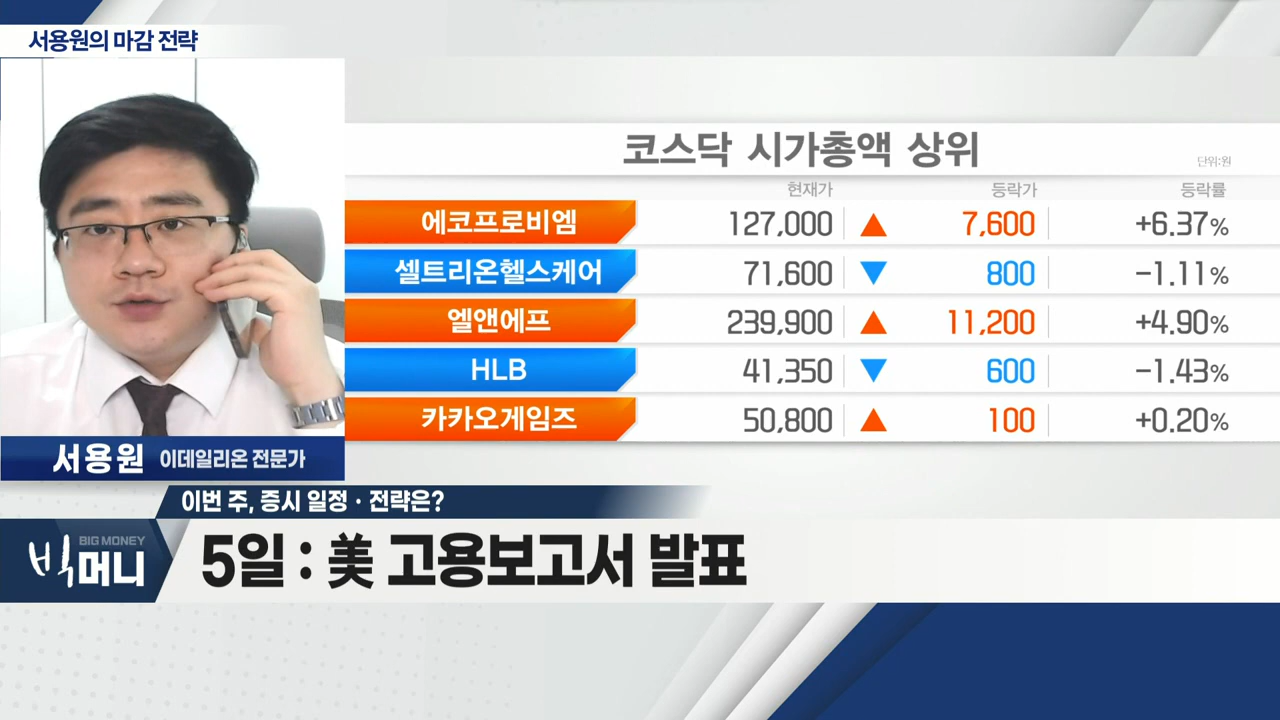 서용원의 마감 전략
코스닥 시가총액 상위
단위:원
현재가 등락가 등락률
에코프로비엠 127,000 ▲ 7,600 +6.37%
셀트리온헬스케어 71,600 ▼ 800 -1.11%
엘앤에프 239,900 ▲ 11,200 +4.90%
HLB 41,350 ▼ 600 -1.43%
카카오게임즈 50,800 ▲ 100 +0.20%
서용원 이데일리온 전문가
이번 주, 증시 일정 · 전략은?
BIG MONEY
빅머니
5일 : 美 고용보고서 발표